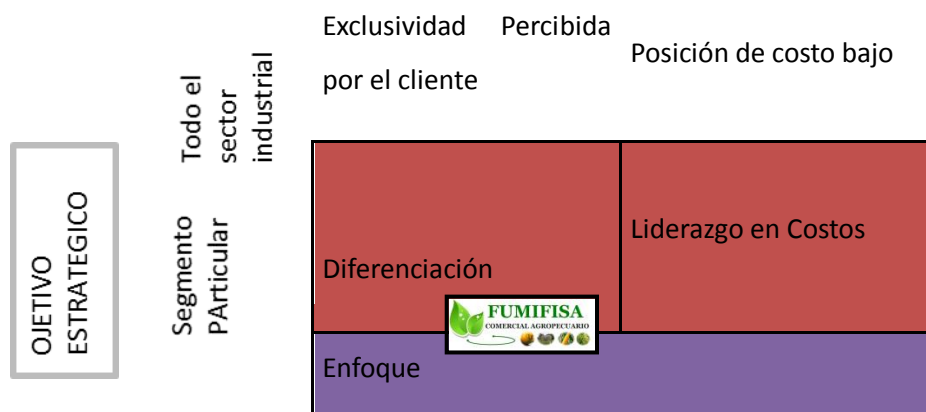 Exclusividad Percibida
por el cliente
Posición de costo bajo
Todo el
sector
industrial
OJETIVO
ESTRATEGICO
Segmento
PArticular
Diferenciación
Liderazgo en Costos
FUMIFISA
COMERCIAL AGROPECUARIO
Enfoque